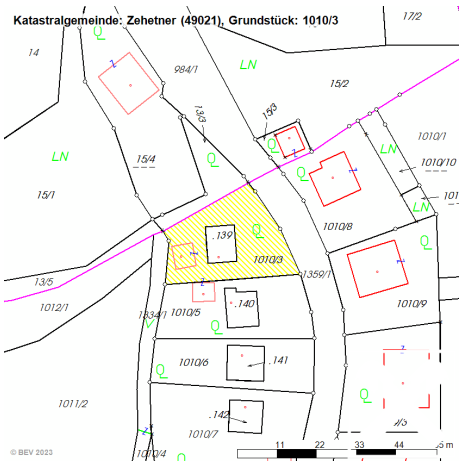 Katastralgemeinde: Zehetner (49021), Grundstück: 1010/3
17/2
Q
14
984/1
LN
15/2
13/3
15/3
Q
1010/1
LN
LN
15/4
Q
Q
1010/10
15/1
LN
.139
Q
1010/8
Q
1010/3
1359/1
13/5
1012/1
1334/1
1010/5
.140
1010/9
V
Q
1010/6
.141
Q
Q
1011/2
.142
1010/7
1010/4
Q
11
22
33
44
© BEV 2023